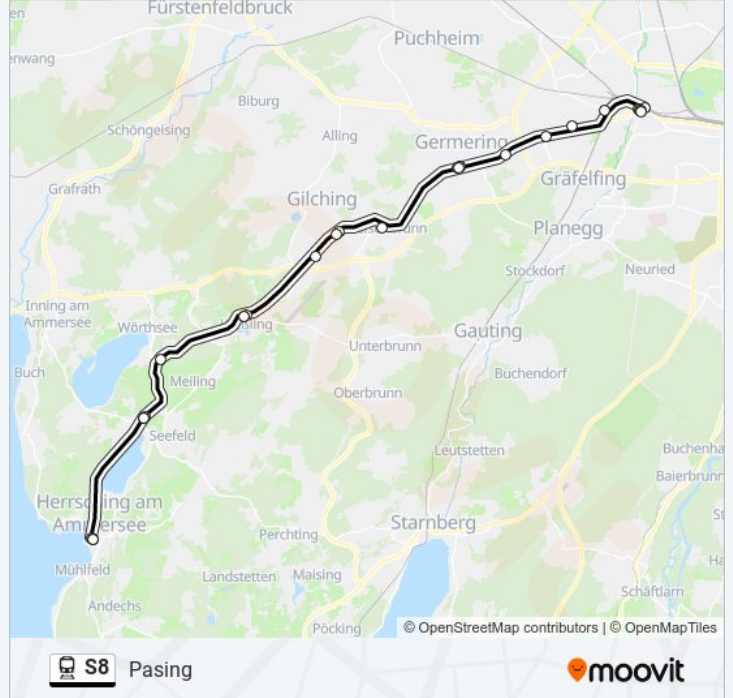 en
Fürstenfeldbruck
Puchheim
enwang
Biburg
Schöngeising
Alling
Germering
Grafrath
Gräfelfing
Gilching
Planegg
Stockdorf
Neuried
Inning am
Ammersee
Wörthsee
Gauting
Unterbrunn
Buch
Meiling
Buchendorf
Oberbrunn
Seefeld
Leutstetten
Buchenha
Baierbrunn
Herrsching am
Ammersee
Starnberg
Perchting
Mühlfeld
Landstetten
Maising
Andechs
Schäftlarn
Pöcking
© OpenStreetMap contributors | © OpenMapTiles
S8 Pasing
moovit